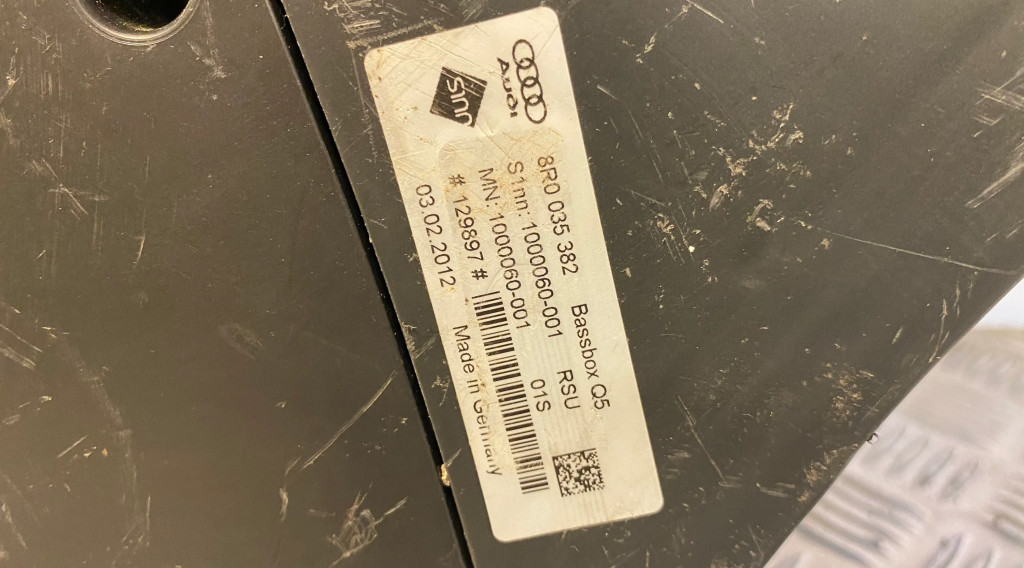 Audi
S1nn
8R0 035 382 Bassbox Q5
S1nn: 1000060-001 RSU
MN: 1000060-001 01S
# 129897 #
03.02.2012 Made in Germany